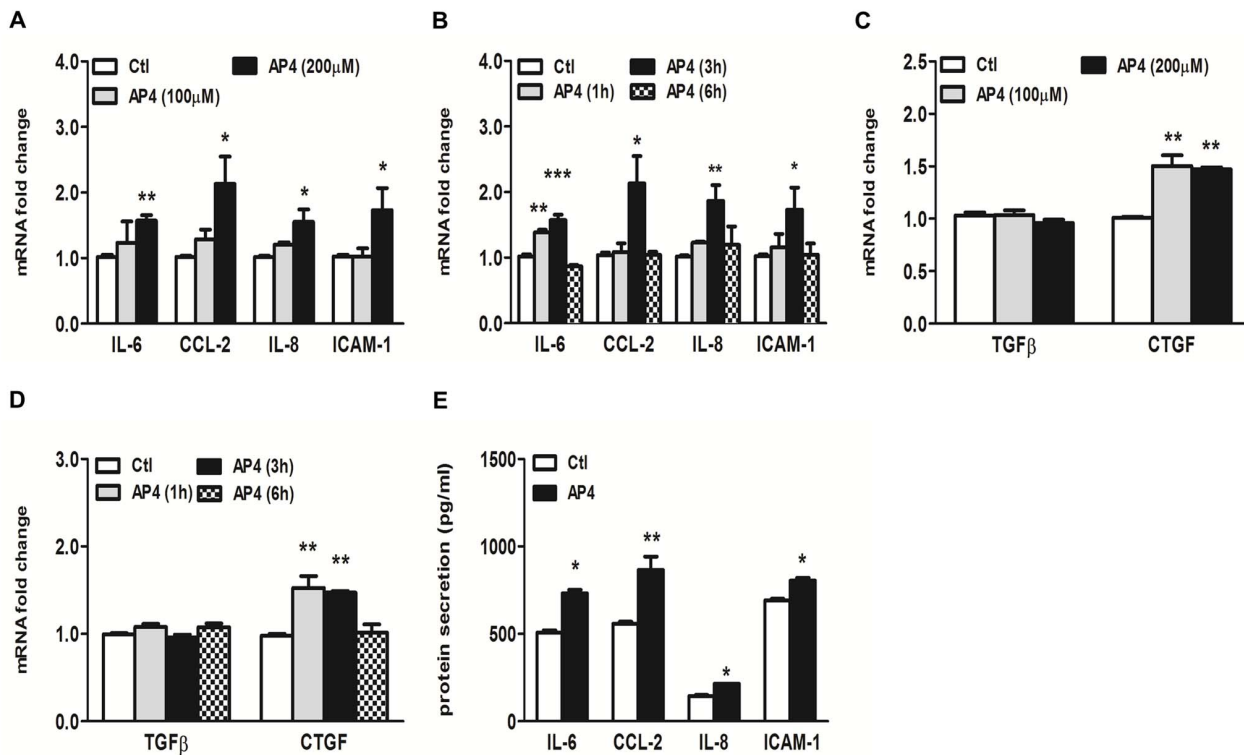 A
mRNA fold change
4.0
3.0
2.0
1.0
0.0
Ctl
AP4 (100μM)
AP4 (200μM)
**
*
*
*
IL-6 CCL-2 IL-8 ICAM-1
B
mRNA fold change
4.0
3.0
2.0
1.0
0.0
Ctl
AP4 (1h)
AP4 (3h)
AP4 (6h)
**
***
*
**
*
IL-6 CCL-2 IL-8 ICAM-1
C
mRNA fold change
2.5
2.0
1.5
1.0
0.5
0.0
Ctl
AP4 (100μM)
AP4 (200μM)
**
**
TGFβ CTGF
D
mRNA fold change
3.0
2.0
1.0
0.0
Ctl
AP4 (1h)
AP4 (3h)
AP4 (6h)
**
**
TGFβ CTGF
E
protein secretion (pg/ml)
1500
1000
500
0
Ctl
AP4
*
**
*
*
IL-6 CCL-2 IL-8 ICAM-1